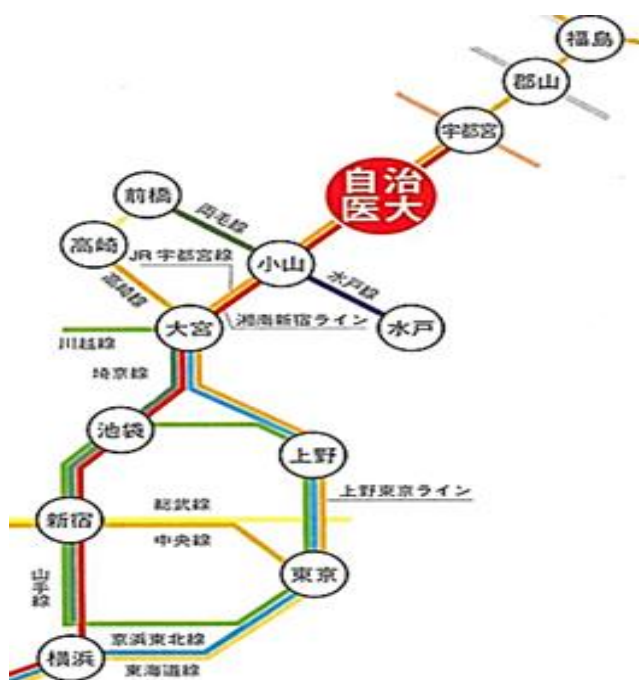 福島
郡山
宇都宮
自治
医大
前橋
両毛線
高崎
JR宇都宮線
小山
水戸線
高崎線
湘南新宿ライン
大宮
水戸
川越線
埼京線
池袋
上野
上野東京ライン
総武線
新宿
中央線
山手線
東京
京浜東北線
横浜
東海道線